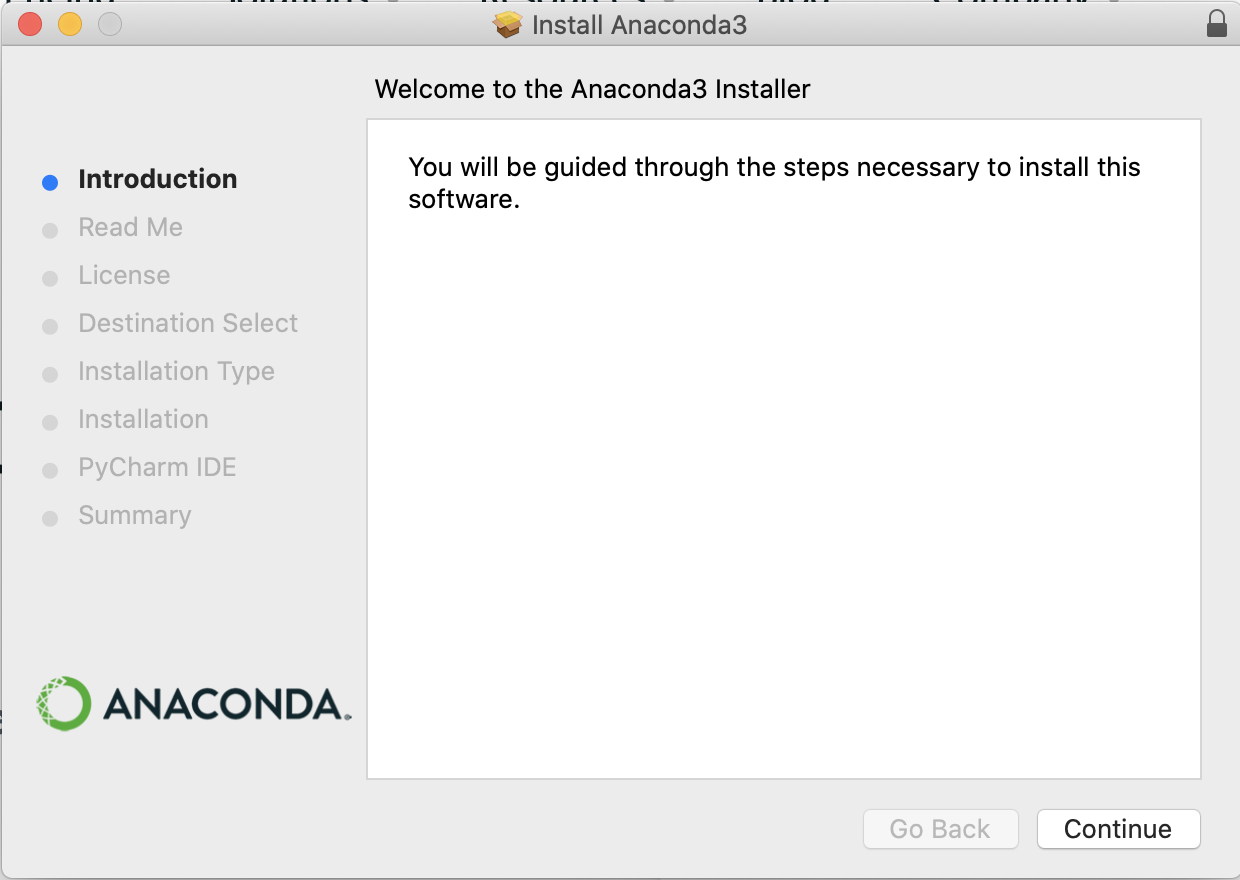 Install Anaconda3
Welcome to the Anaconda3 Installer
Introduction
Read Me
License
Destination Select
Installation Type
Installation
PyCharm IDE
Summary
You will be guided through the steps necessary to install this
software.
ANACONDA.
Go Back
Continue